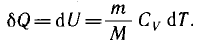 δQ = dU = m/M C_V dT.